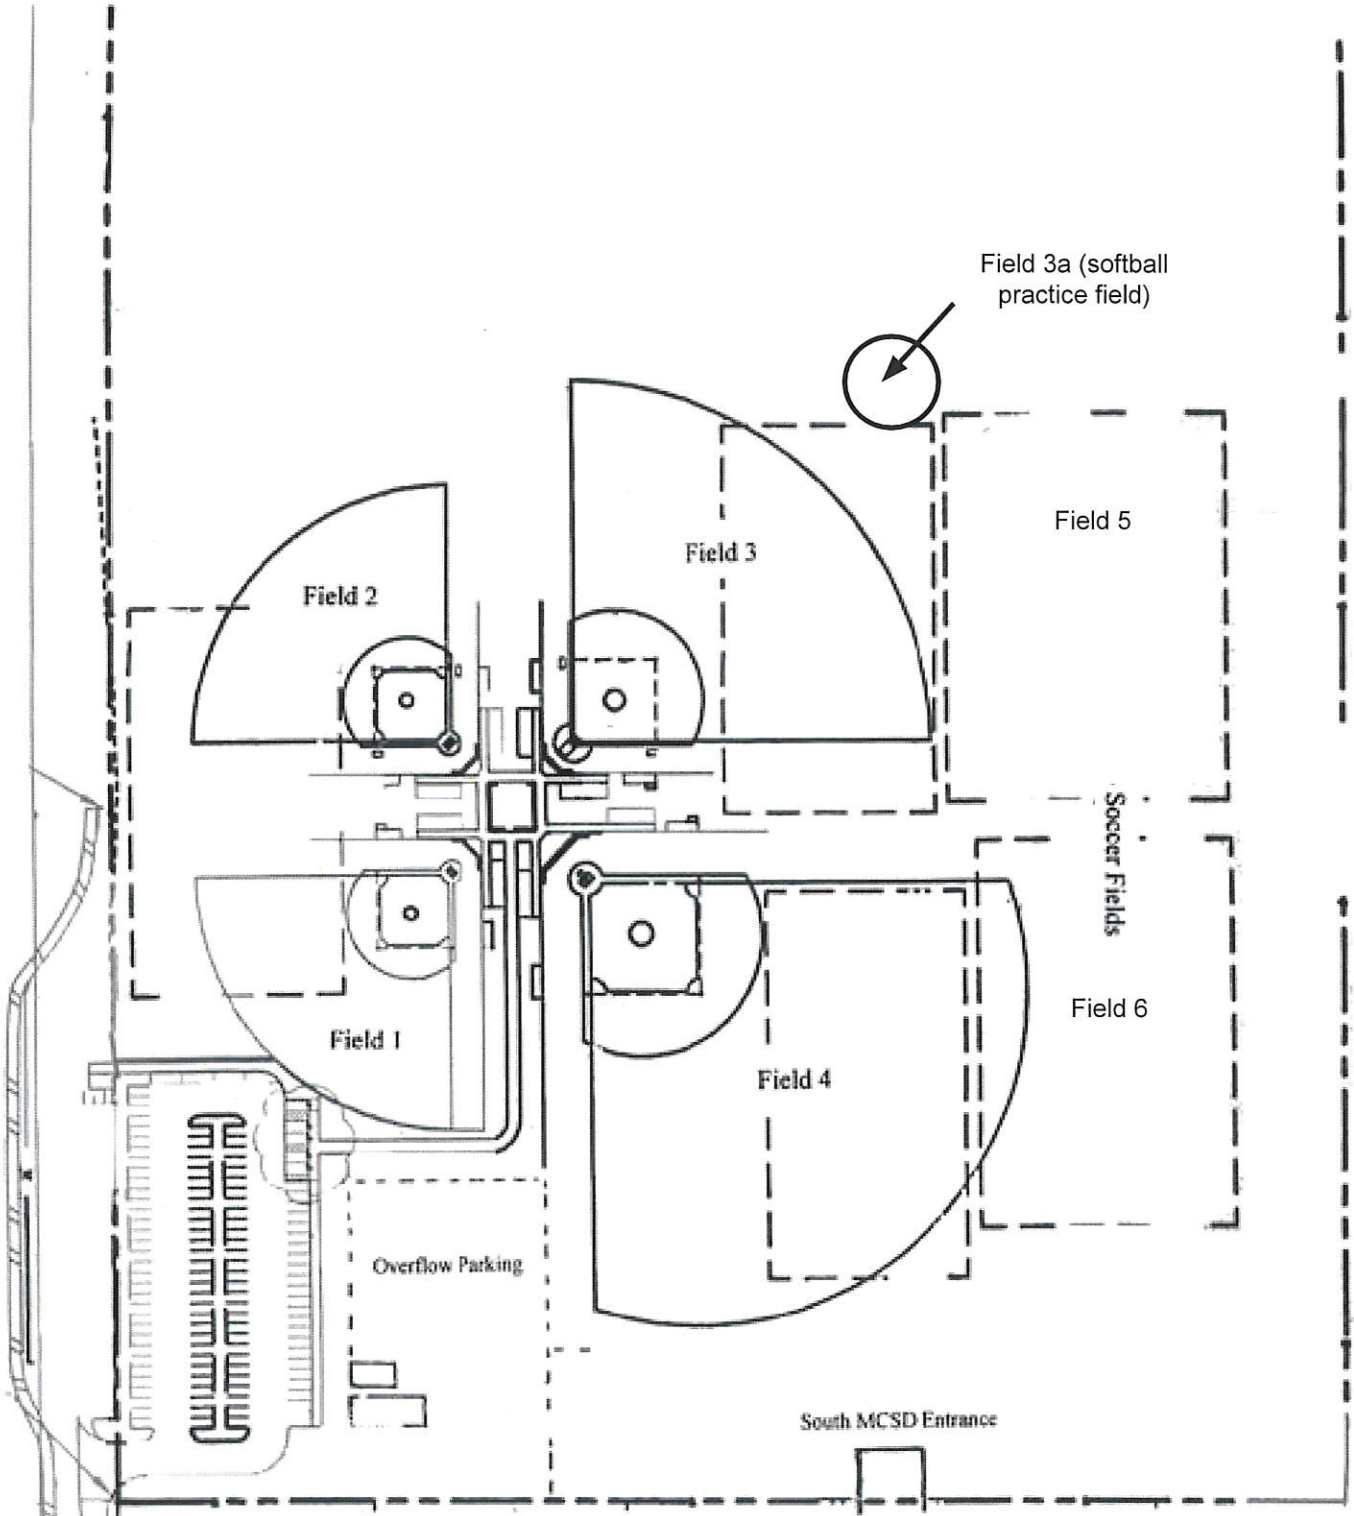 Field 3a (softball
practice field)
Field 5
Field 3
Field 2
Soccer Fields
Field 6
Field 1
Field 4
Overflow Parking
South MCSD Entrance